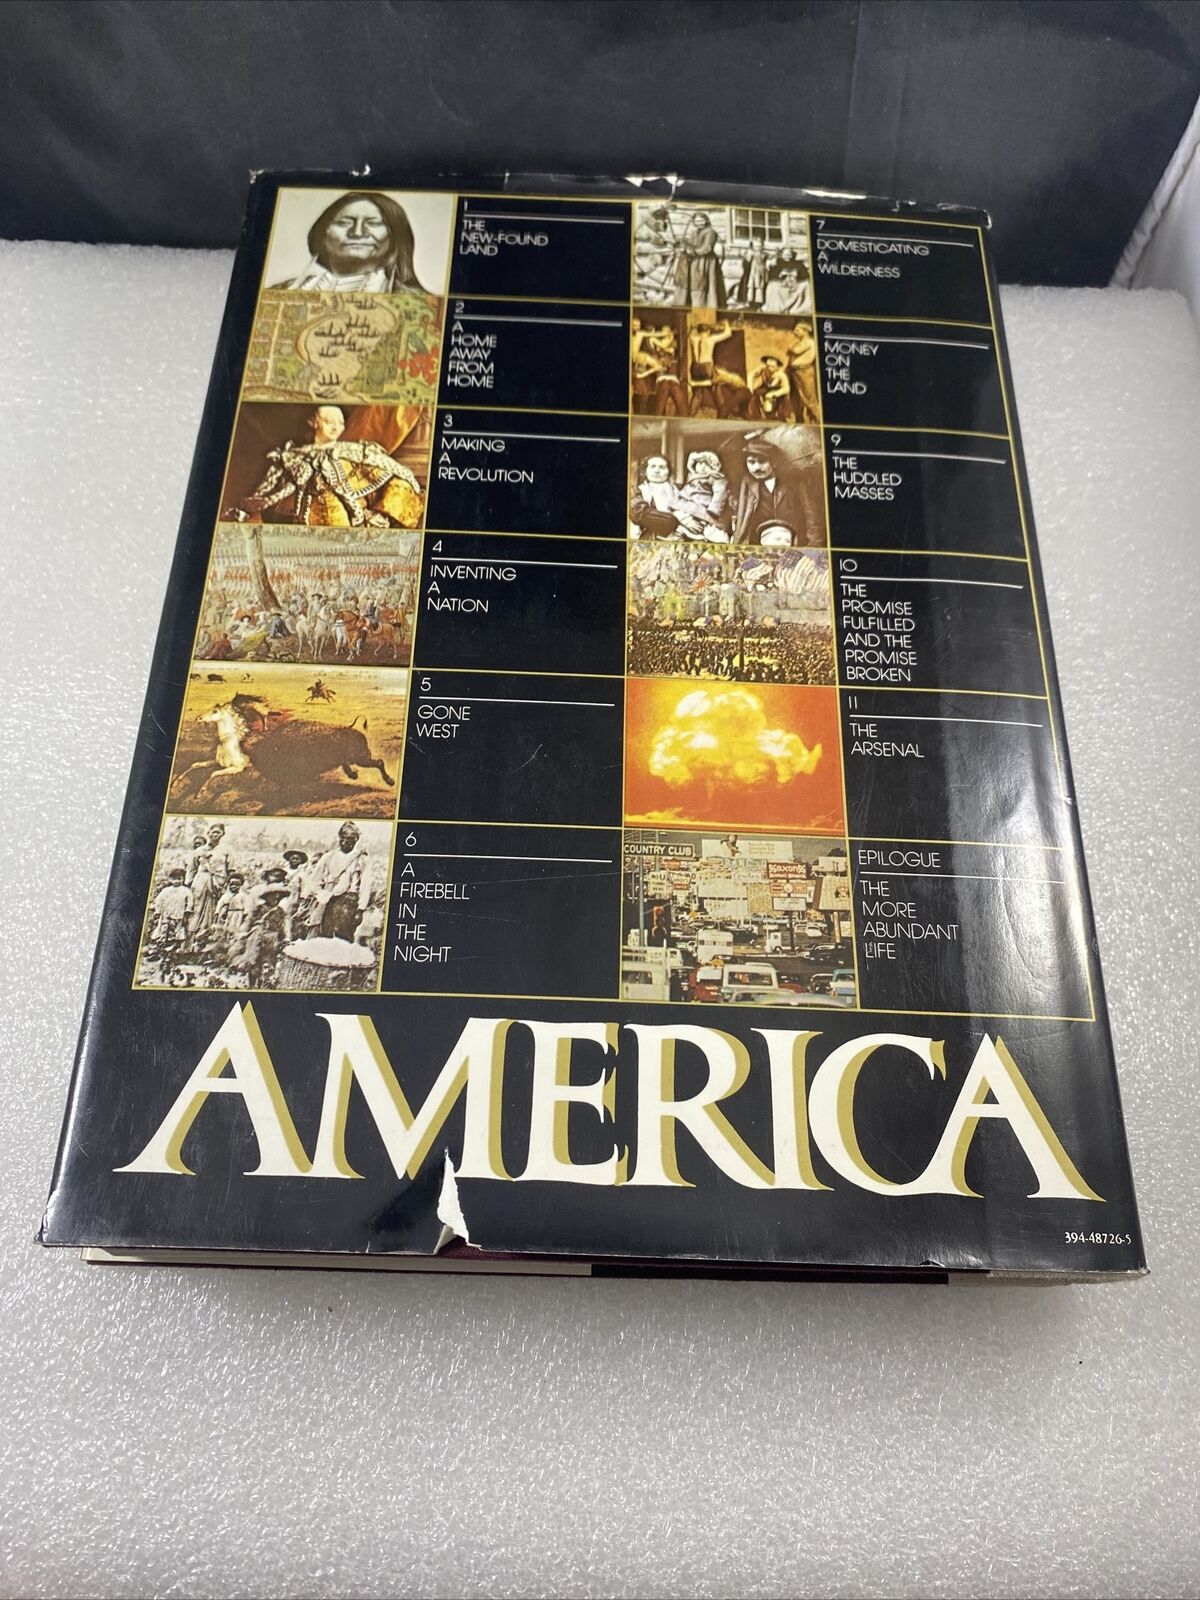 1
THE
NEW-FOUND
LAND
2
A
HOME
AWAY
FROM
HOME
3
MAKING
A
REVOLUTION
4
INVENTING
A
NATION
5
GONE
WEST
6
A
FIREBELL
IN
THE
NIGHT
7
DOMESTICATING
A
WILDERNESS
8
MONEY
ON
THE
LAND
9
THE
HUDDLED
MASSES
10
THE
PROMISE
FULFILLED
AND THE
PROMISE
BROKEN
11
THE
ARSENAL
COUNTRY CLUB
EPILOGUE
THE
MORE
ABUNDANT
LIFE
AMERICA
394-48726-5